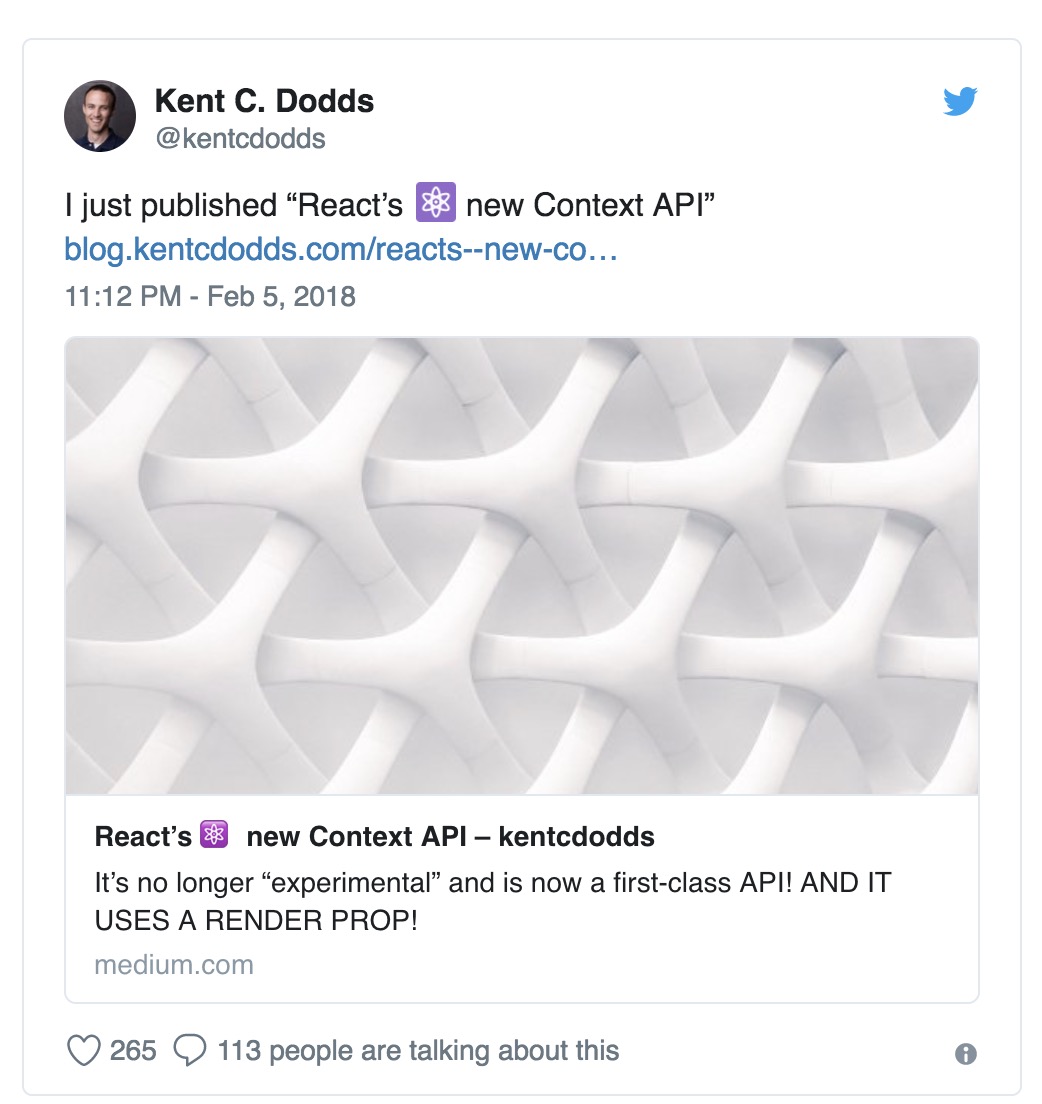 Kent C. Dodds
@kentcdodds
I just published “React’s ⚛️ new Context API”
blog.kentcdodds.com/reacts--new-co…
11:12 PM - Feb 5, 2018
React’s ⚛️ new Context API – kentcdodds
It’s no longer “experimental” and is now a first-class API! AND IT
USES A RENDER PROP!
medium.com
265 113 people are talking about this